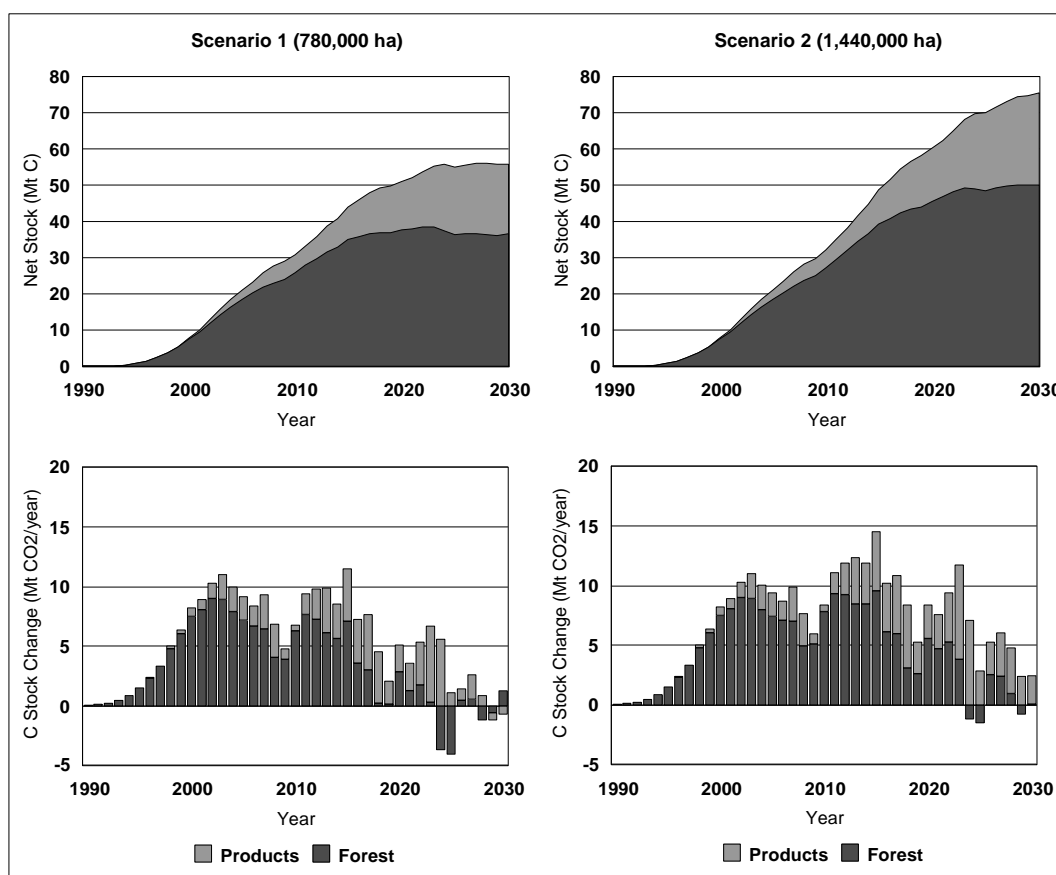 Scenario 1 (780,000 ha)
80
70
60
50
40
30
20
10
0
Net Stock (Mt C)
1990 2000 2010 2020 2030
Year
Scenario 2 (1,440,000 ha)
80
70
60
50
40
30
20
10
0
Net Stock (Mt C)
1990 2000 2010 2020 2030
Year
20
15
10
5
0
-5
C Stock Change (Mt CO2/year)
1990 2000 2010 2020 2030
Year
Products Forest
20
15
10
5
0
-5
C Stock Change (Mt CO2/year)
1990 2000 2010 2020 2030
Year
Products Forest